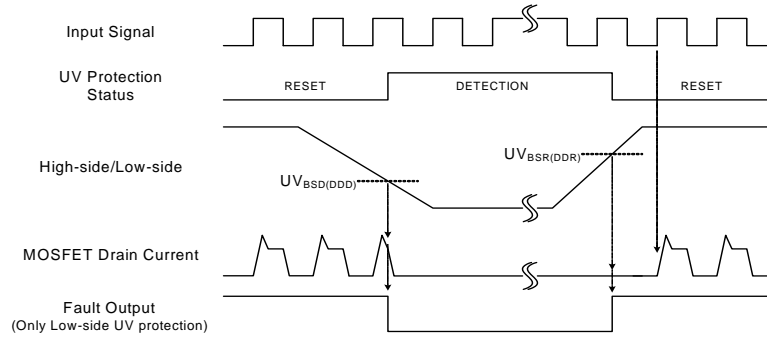 Input Signal
UV Protection
Status
RESET
DETECTION
RESET
High-side/Low-side
UVBSD(DDD)
UVBSR(DDR)
MOSFET Drain Current
Fault Output
(Only Low-side UV protection)